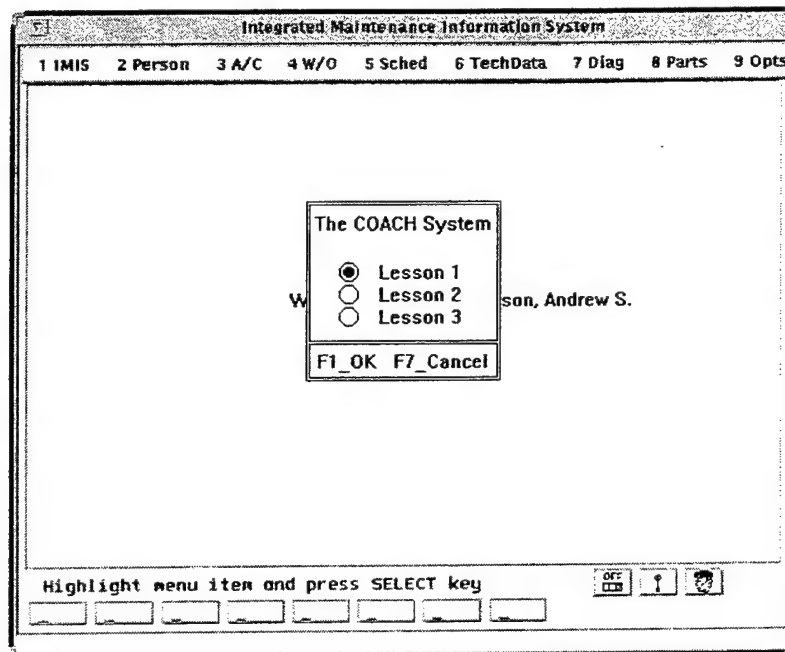 Integrated Maintenance Information System
1 IMIS 2 Person 3 A/C 4 W/O 5 Sched 6 TechData 7 Diag 8 Parts 9 Opts
The COACH System
Lesson 1
Lesson 2
Lesson 3
W son, Andrew S.
F1_OK F7_Cancel
Highlight menu item and press SELECT key
OFF